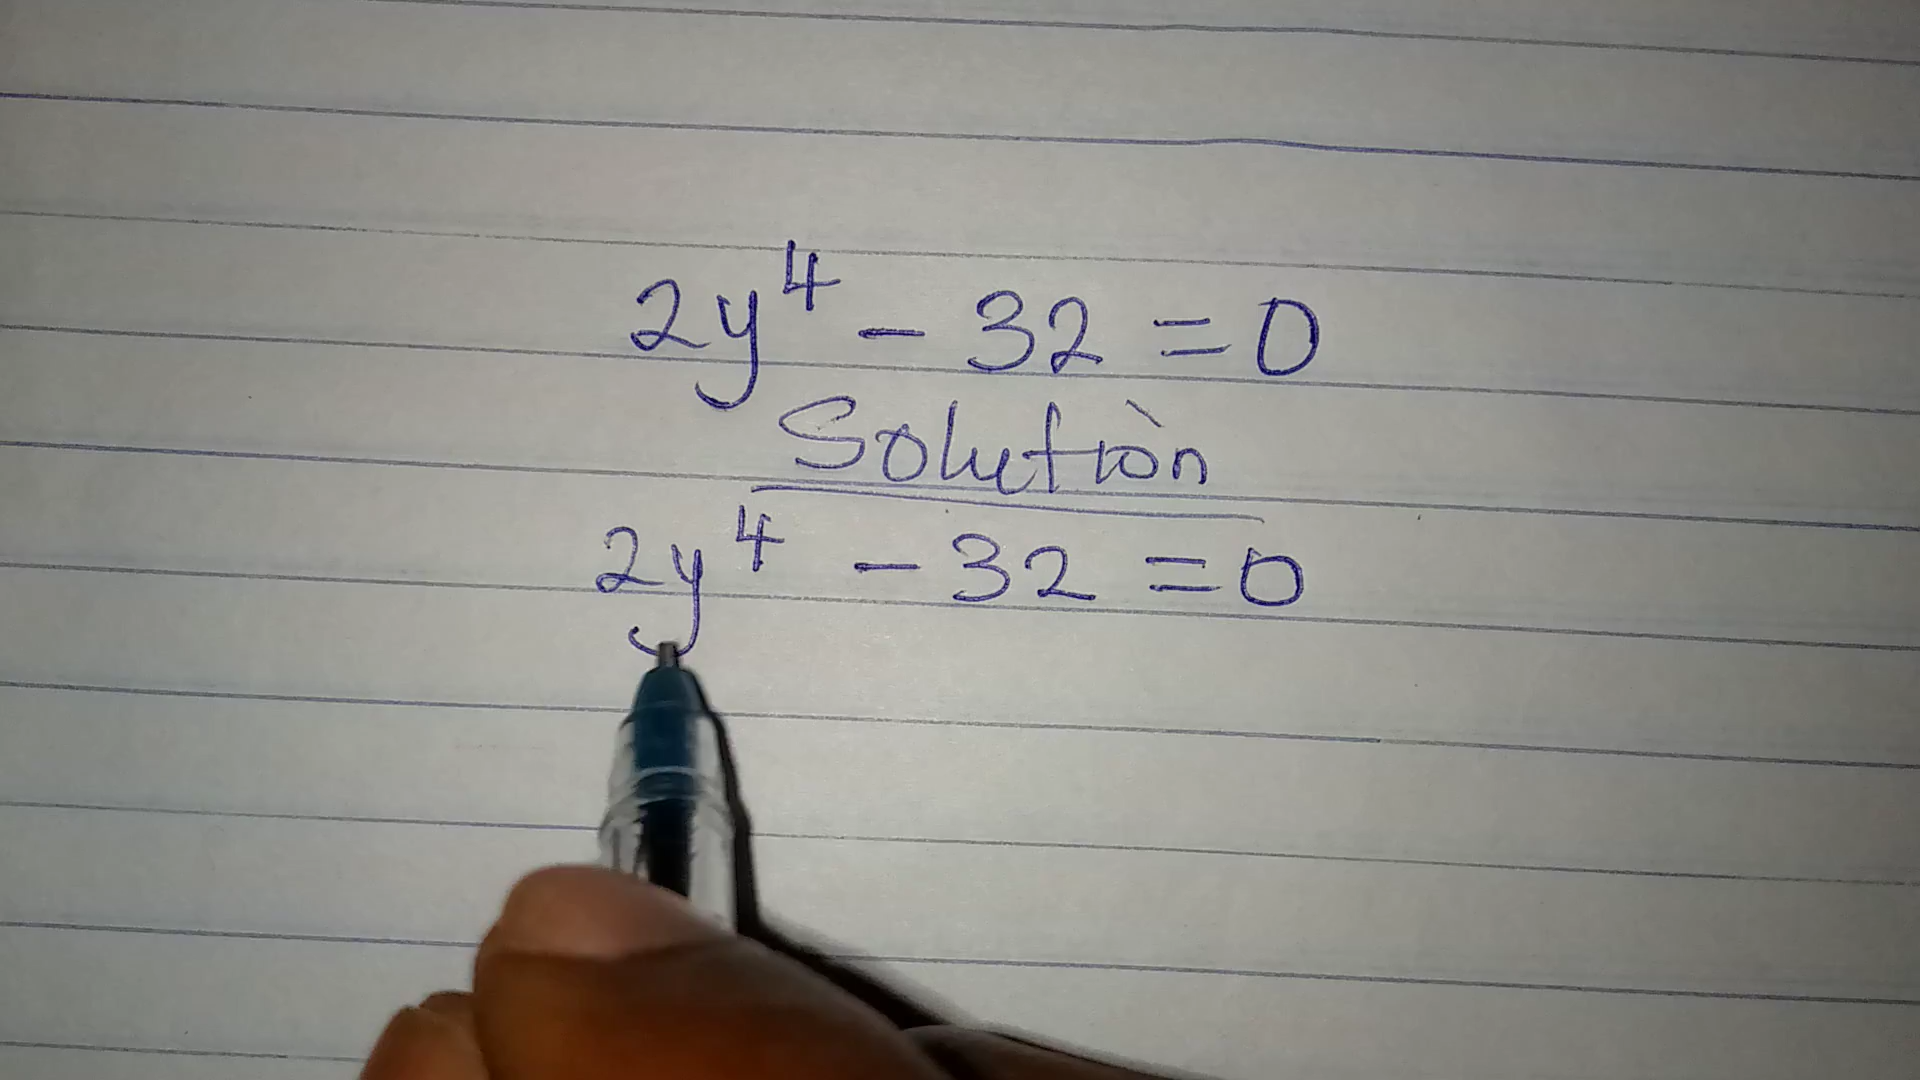 2y⁴ - 32 = 0
Solution
2y⁴ - 32 = 0